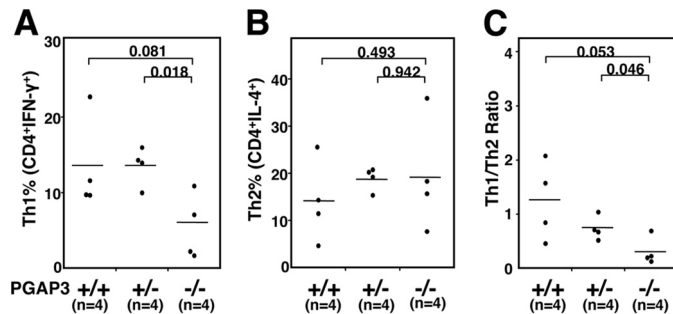 A
B
C
Th1% (CD4+IFN-γ+)
30
20
10
0
0.081
0.018
Th2% (CD4+IL-4+)
40
30
20
10
0
0.493
0.942
Th1/Th2 Ratio
4
3
2
1
0
0.053
0.046
PGAP3 +/+ +/- -/- +/+ +/- -/- +/+ +/- -/-
(n=4) (n=4) (n=4) (n=4) (n=4) (n=4) (n=4) (n=4) (n=4)